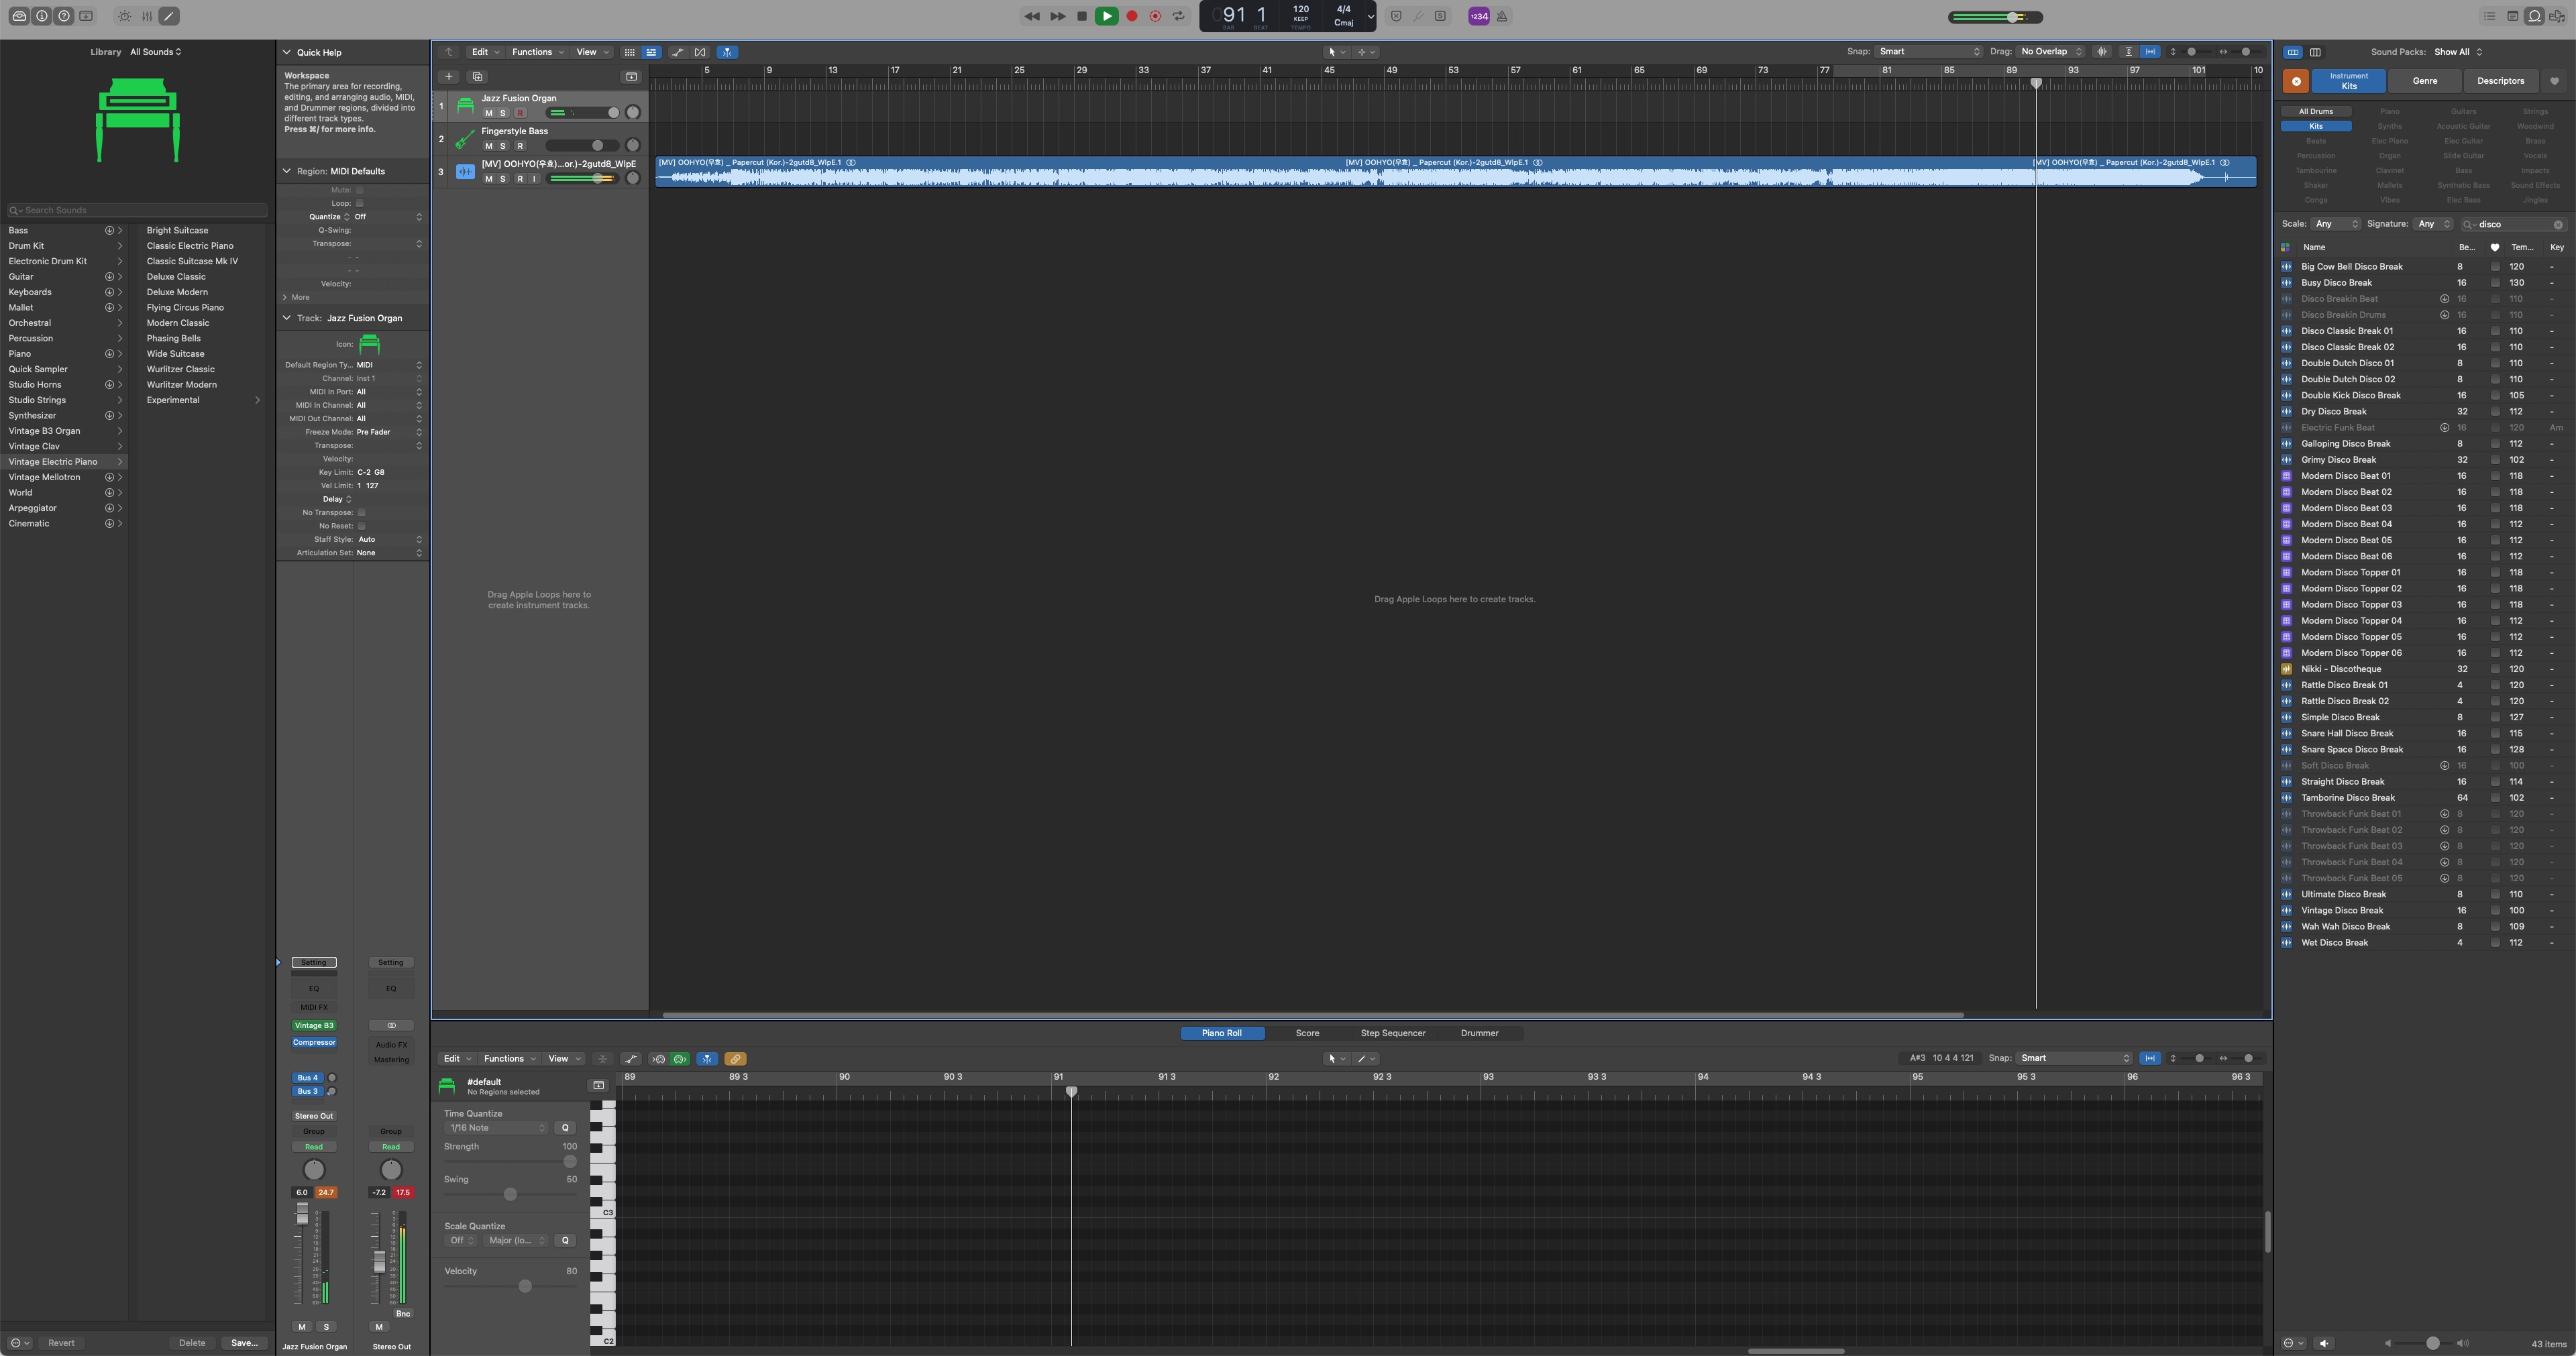 091 1 120 4/4
KEEP Cmaj
BAR BEAT TEMPO
1234
Library All Sounds
Search Sounds
Bass
Drum Kit
Electronic Drum Kit
Guitar
Keyboards
Mallet
Orchestral
Percussion
Piano
Quick Sampler
Studio Horns
Studio Strings
Synthesizer
Vintage B3 Organ
Vintage Clav
Vintage Electric Piano
Vintage Mellotron
World
Arpeggiator
Cinematic
Bright Suitcase
Classic Electric Piano
Classic Suitcase Mk IV
Deluxe Classic
Deluxe Modern
Flying Circus Piano
Modern Classic
Phasing Bells
Wide Suitcase
Wurlitzer Classic
Wurlitzer Modern
Experimental
Revert Delete Save...
Quick Help
Workspace
The primary area for recording,
editing, and arranging audio, MIDI,
and Drummer regions, divided into
different track types.
Press ⌘/ for more info.
Region: MIDI Defaults
Mute:
Loop:
Quantize Off
Q-Swing:
Transpose:
Velocity:
More
Track: Jazz Fusion Organ
Icon:
Default Region Ty... MIDI
Channel: Inst 1
MIDI In Port: All
MIDI In Channel: All
MIDI Out Channel: All
Freeze Mode: Pre Fader
Transpose:
Velocity:
Key Limit: C-2 G8
Vel Limit: 1 127
Delay
No Transpose:
No Reset:
Staff Style: Auto
Articulation Set: None
Setting Setting
EQ EQ
MIDI FX
Vintage B3
Compressor Audio FX
Mastering
Bus 4
Bus 3
Stereo Out
Group Group
Read Read
6.0 24.7 -7.2 17.5
Bnc
M S M
Jazz Fusion Organ Stereo Out
Edit Functions View Snap: Smart Drag: No Overlap
5 9 13 17 21 25 29 33 37 41 45 49 53 57 61 65 69 73 77 81 85 89 93 97 101 10
1 Jazz Fusion Organ
M S R
2 Fingerstyle Bass
M S R
3 [MV] OOHYO(우효)...or.)-2gutd8_WlpE
M S R I
[MV] OOHYO(우효) _ Papercut (Kor.)-2gutd8_WlpE.1 [MV] OOHYO(우효) _ Papercut (Kor.)-2gutd8_WlpE.1 [MV] OOHYO(우효) _ Papercut (Kor.)-2gutd8_WlpE.1
Drag Apple Loops here to
create instrument tracks.
Drag Apple Loops here to create tracks.
Piano Roll Score Step Sequencer Drummer
Edit Functions View A#3 10 4 4 121 Snap: Smart
89 89 3 90 90 3 91 91 3 92 92 3 93 93 3 94 94 3 95 95 3 96 96 3
#default
No Regions selected
Time Quantize
1/16 Note Q
Strength 100
Swing 50
Scale Quantize
Off Major (lo... Q
Velocity 80
C3
C2
Sound Packs: Show All
Instrument
Kits Genre Descriptors
All Drums Piano Guitars Strings
Kits Synths Acoustic Guitar Woodwind
Beats Elec Piano Elec Guitar Brass
Percussion Organ Slide Guitar Vocals
Tambourine Clavinet Bass Impacts
Shaker Mallets Synthetic Bass Sound Effects
Conga Vibes Elec Bass Jingles
Scale: Any Signature: Any disco
Name Be... Tem... Key
Big Cow Bell Disco Break 8 120 -
Busy Disco Break 16 130 -
Disco Breakin Beat 16 110 -
Disco Breakin Drums 16 110 -
Disco Classic Break 01 16 110 -
Disco Classic Break 02 16 110 -
Double Dutch Disco 01 8 110 -
Double Dutch Disco 02 8 110 -
Double Kick Disco Break 16 105 -
Dry Disco Break 32 112 -
Electric Funk Beat 16 120 Am
Galloping Disco Break 8 112 -
Grimy Disco Break 32 102 -
Modern Disco Beat 01 16 118 -
Modern Disco Beat 02 16 118 -
Modern Disco Beat 03 16 118 -
Modern Disco Beat 04 16 112 -
Modern Disco Beat 05 16 112 -
Modern Disco Beat 06 16 112 -
Modern Disco Topper 01 16 118 -
Modern Disco Topper 02 16 118 -
Modern Disco Topper 03 16 118 -
Modern Disco Topper 04 16 112 -
Modern Disco Topper 05 16 112 -
Modern Disco Topper 06 16 112 -
Nikki - Discotheque 32 120 -
Rattle Disco Break 01 4 120 -
Rattle Disco Break 02 4 120 -
Simple Disco Break 8 127 -
Snare Hall Disco Break 16 115 -
Snare Space Disco Break 16 128 -
Soft Disco Break 16 100 -
Straight Disco Break 16 114 -
Tamborine Disco Break 64 102 -
Throwback Funk Beat 01 8 120 -
Throwback Funk Beat 02 8 120 -
Throwback Funk Beat 03 8 120 -
Throwback Funk Beat 04 8 120 -
Throwback Funk Beat 05 8 120 -
Ultimate Disco Break 8 110 -
Vintage Disco Break 16 100 -
Wah Wah Disco Break 8 109 -
Wet Disco Break 4 112 -
43 items